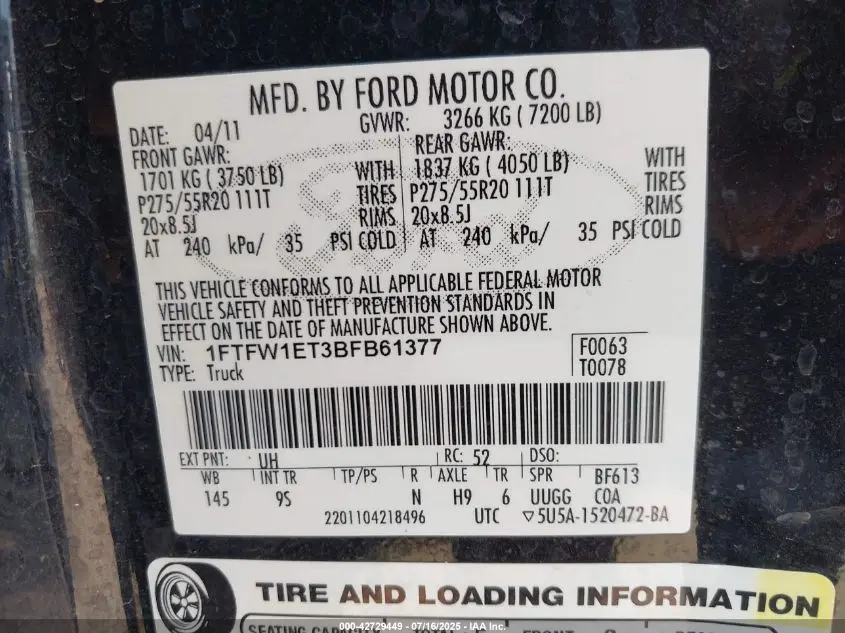 MFD. BY FORD MOTOR CO.
DATE: 04/11 GVWR: 3266 KG ( 7200 LB)
FRONT GAWR: REAR GAWR:
1701 KG ( 3750 LB) WITH 1837 KG ( 4050 LB) WITH
P275/55R20 111T TIRES P275/55R20 111T TIRES
20x8.5J RIMS 20x8.5J RIMS
AT 240 kPa/ 35 PSI COLD AT 240 kPa/ 35 PSI COLD
THIS VEHICLE CONFORMS TO ALL APPLICABLE FEDERAL MOTOR
VEHICLE SAFETY AND THEFT PREVENTION STANDARDS IN
EFFECT ON THE DATE OF MANUFACTURE SHOWN ABOVE.
VIN: 1FTFW1ET3BFB61377 F0063
TYPE: Truck T0078
EXT PNT: UH RC: 52 DSO:
WB INT TR TP/PS R AXLE TR SPR BF613
145 9S N H9 6 UUGG COA
2201104218496 UTC ▽5U5A-1520472-BA
TIRE AND LOADING INFORMATION
SEATING CAPACITY
000-42729449 - 07/16/2025 - www.iaai.com